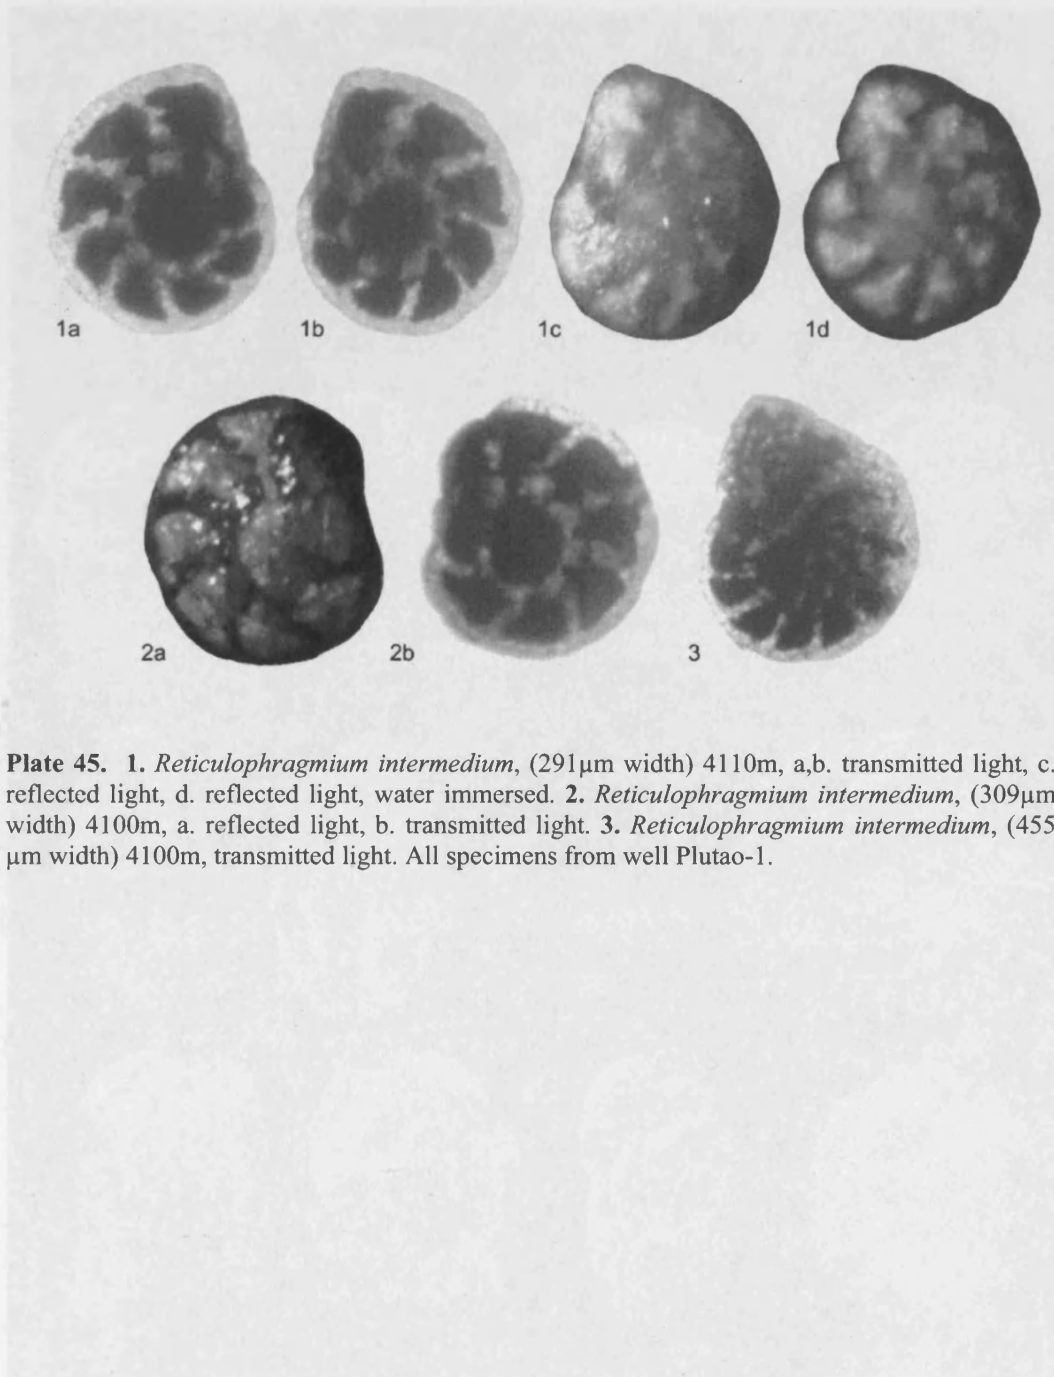 1a
1b
1c
1d
2a
2b
3
Plate 45. 1. Reticulophragmium intermedium, (291µm width) 4110m, a,b. transmitted light, c.
reflected light, d. reflected light, water immersed. 2. Reticulophragmium intermedium, (309µm
width) 4100m, a. reflected light, b. transmitted light. 3. Reticulophragmium intermedium, (455
µm width) 4100m, transmitted light. All specimens from well Plutao-1.